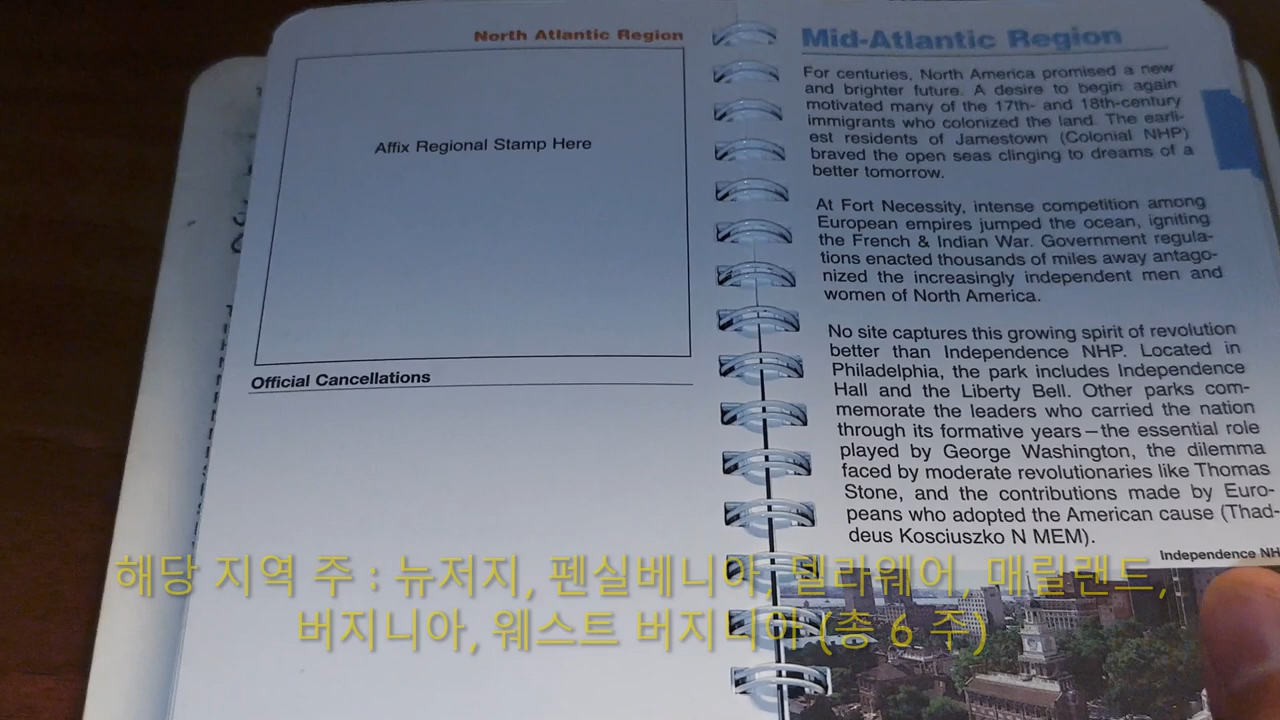 North Atlantic Region
Affix Regional Stamp Here
Official Cancellations
Mid-Atlantic Region
For centuries, North America promised a new
and brighter future. A desire to begin again
motivated many of the 17th- and 18th-century
immigrants who colonized the land. The earli-
est residents of Jamestown (Colonial NHP)
braved the open seas clinging to dreams of a
better tomorrow.
At Fort Necessity, intense competition among
European empires jumped the ocean, igniting
the French & Indian War. Government regula-
tions enacted thousands of miles away antago-
nized the increasingly independent men and
women of North America.
No site captures this growing spirit of revolution
better than Independence NHP. Located in
Philadelphia, the park includes Independence
Hall and the Liberty Bell. Other parks com-
memorate the leaders who carried the nation
through its formative years—the essential role
played by George Washington, the dilemma
faced by moderate revolutionaries like Thomas
Stone, and the contributions made by Euro-
peans who adopted the American cause (Thad-
deus Kosciuszko N MEM).
Independence NH
해당 지역 주 : 뉴저지, 펜실베니아, 델라웨어, 매릴랜드,
버지니아, 웨스트 버지니아 (총 6 주)